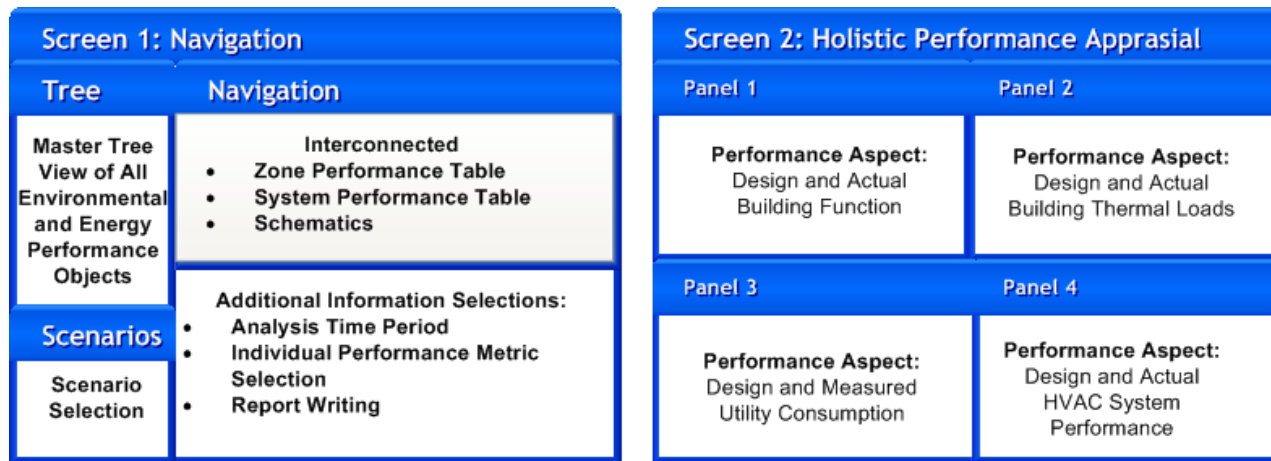 Screen 1: Navigation
Tree
Navigation
Master Tree
View of All
Environmental
and Energy
Performance
Objects
Interconnected
• Zone Performance Table
• System Performance Table
• Schematics
Scenarios
Scenario
Selection
Additional Information Selections:
• Analysis Time Period
• Individual Performance Metric
Selection
• Report Writing
Screen 2: Holistic Performance Apprasial
Panel 1
Performance Aspect:
Design and Actual
Building Function
Panel 2
Performance Aspect:
Design and Actual
Building Thermal Loads
Panel 3
Performance Aspect:
Design and Measured
Utility Consumption
Panel 4
Performance Aspect:
Design and Actual
HVAC System
Performance